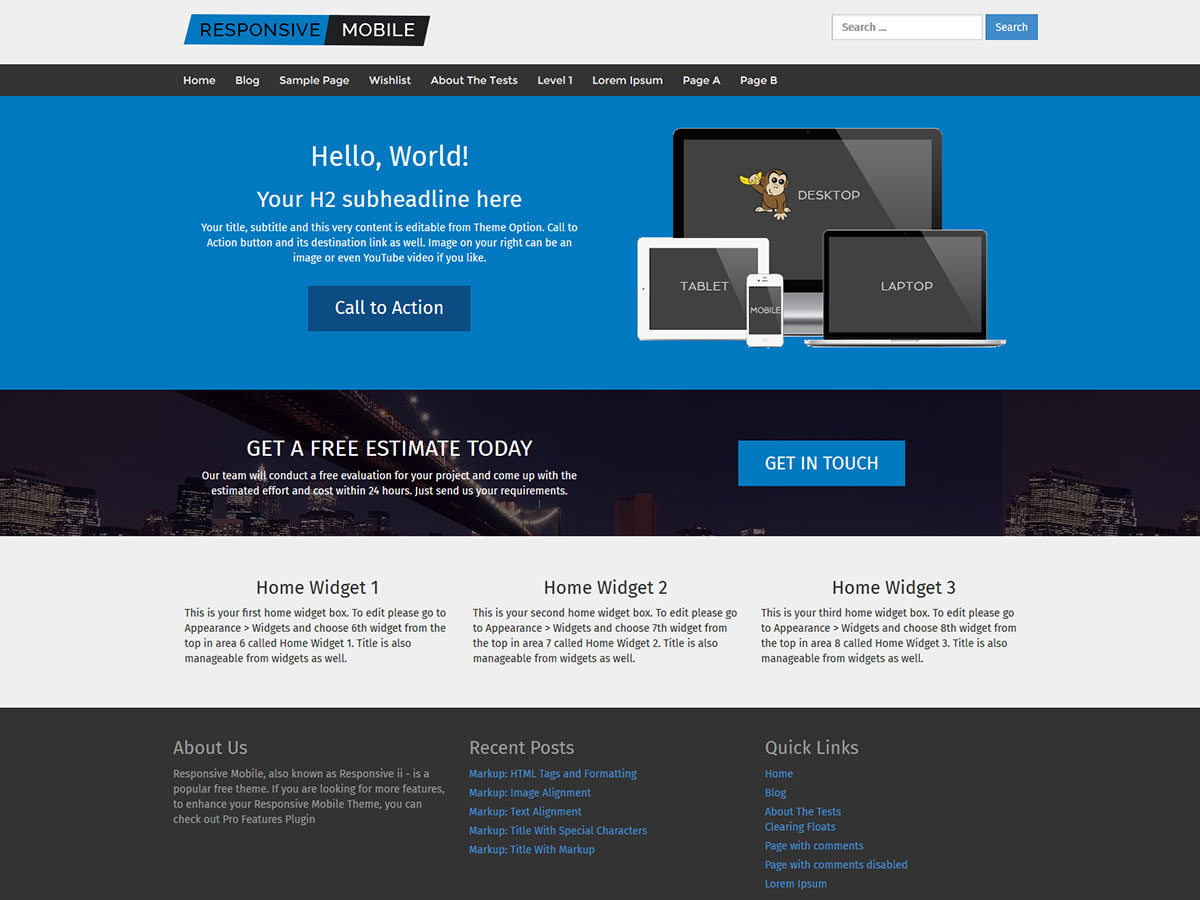 RESPONSIVE MOBILE
Search ...
Search
Home Blog Sample Page Wishlist About The Tests Level 1 Lorem Ipsum Page A Page B
Hello, World!
Your H2 subheadline here
Your title, subtitle and this very content is editable from Theme Option. Call to
Action button and its destination link as well. Image on your right can be an
image or even YouTube video if you like.
Call to Action
DESKTOP
TABLET
MOBILE
LAPTOP
GET A FREE ESTIMATE TODAY
Our team will conduct a free evaluation for your project and come up with the
estimated effort and cost within 24 hours. Just send us your requirements.
GET IN TOUCH
Home Widget 1
This is your first home widget box. To edit please go to
Appearance > Widgets and choose 6th widget from the
top in area 6 called Home Widget 1. Title is also
manageable from widgets as well.
Home Widget 2
This is your second home widget box. To edit please go
to Appearance > Widgets and choose 7th widget from
the top in area 7 called Home Widget 2. Title is also
manageable from widgets as well.
Home Widget 3
This is your third home widget box. To edit please go
to Appearance > Widgets and choose 8th widget from
the top in area 8 called Home Widget 3. Title is also
manageable from widgets as well.
About Us
Responsive Mobile, also known as Responsive ii - is a
popular free theme. If you are looking for more features,
to enhance your Responsive Mobile Theme, you can
check out Pro Features Plugin
Recent Posts
Markup: HTML Tags and Formatting
Markup: Image Alignment
Markup: Text Alignment
Markup: Title With Special Characters
Markup: Title With Markup
Quick Links
Home
Blog
About The Tests
Clearing Floats
Page with comments
Page with comments disabled
Lorem Ipsum